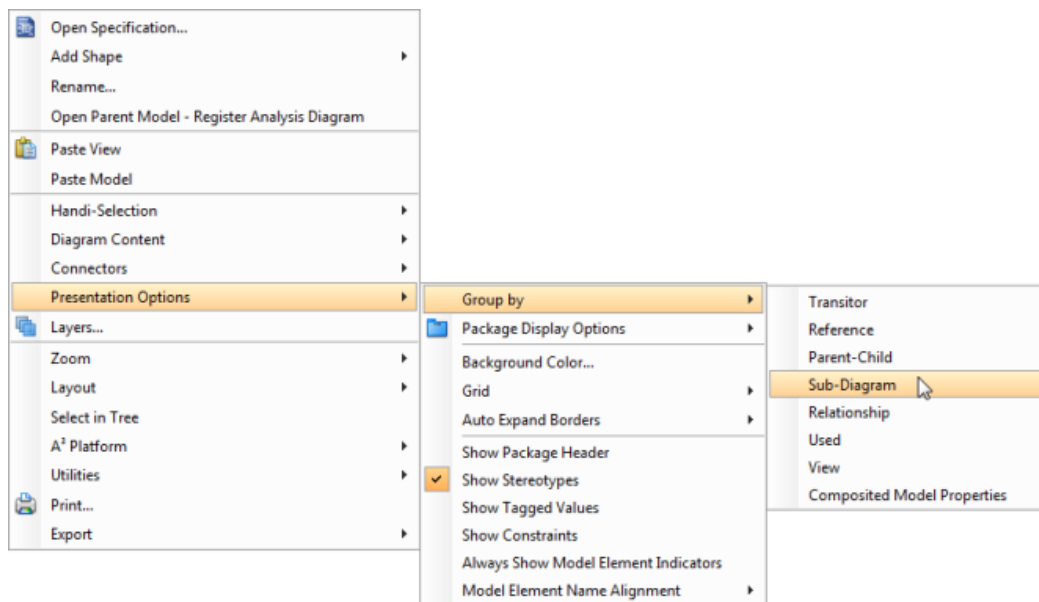 Open Specification...
Add Shape
Rename...
Open Parent Model - Register Analysis Diagram
Paste View
Paste Model
Handi-Selection
Diagram Content
Connectors
Presentation Options
Layers...
Zoom
Layout
Select in Tree
A³ Platform
Utilities
Print...
Export
Group by
Package Display Options
Background Color...
Grid
Auto Expand Borders
Show Package Header
Show Stereotypes
Show Tagged Values
Show Constraints
Always Show Model Element Indicators
Model Element Name Alignment
Transitor
Reference
Parent-Child
Sub-Diagram
Relationship
Used
View
Composited Model Properties